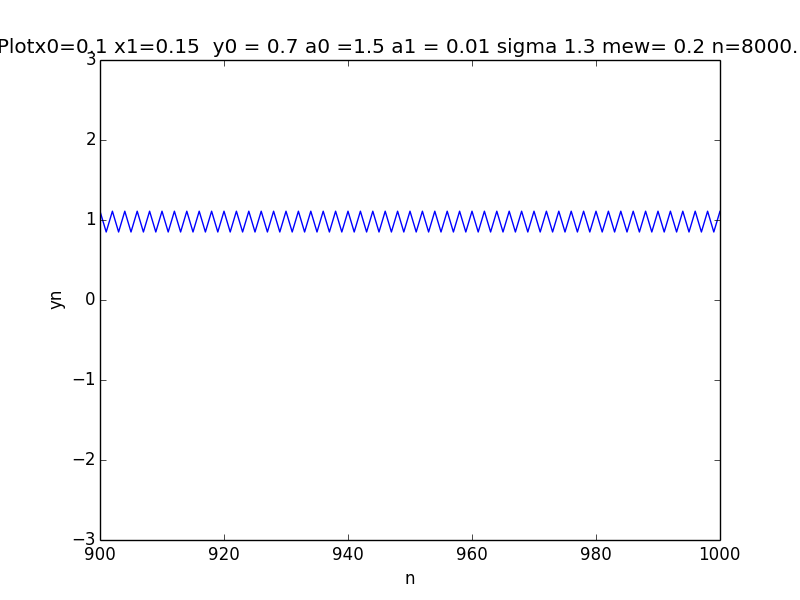 Plotx0=0.1 x1=0.15  y0 = 0.7 a0 =1.5 a1 = 0.01 sigma 1.3 mew= 0.2 n=8000.
3
2
1
0
−1
−2
−3
yn
900 920 940 960 980 1000
n